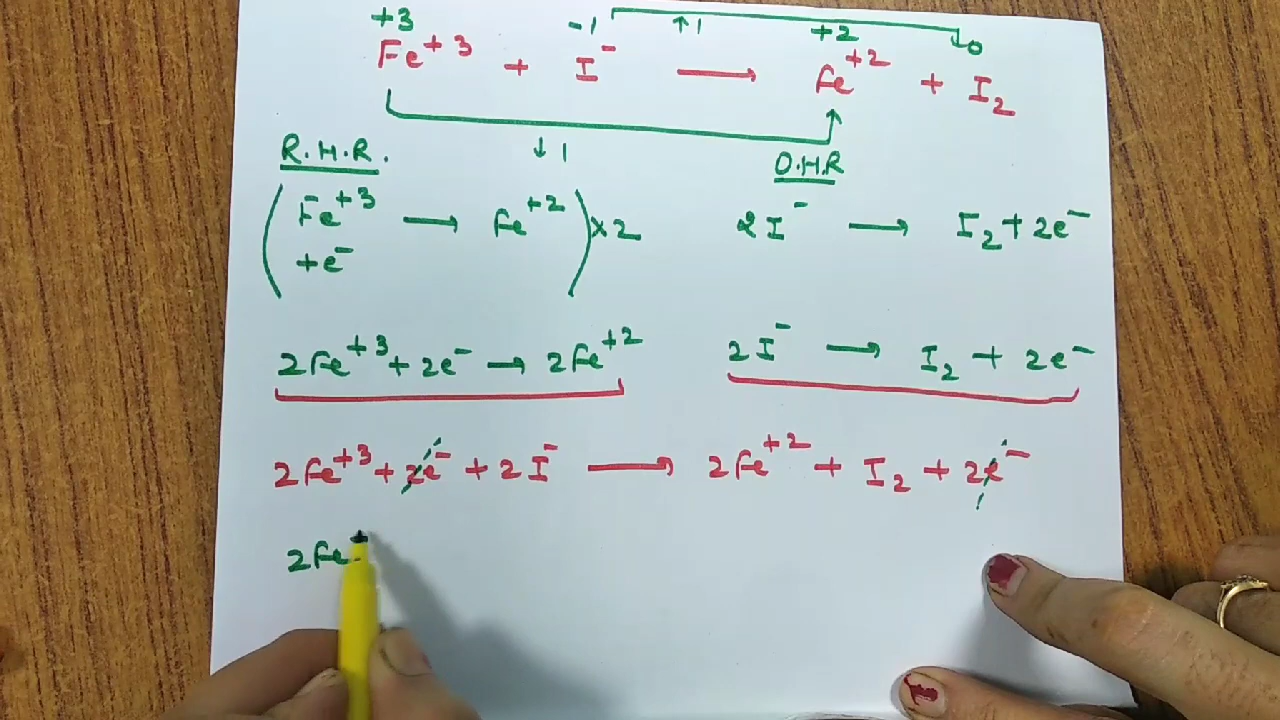 +3 -1 ↑1 +2 0
Fe⁺³ + I⁻ ⟶ Fe⁺² + I₂
↓1
R.H.R. O.H.R
(Fe⁺³ ⟶ Fe⁺²)×2 2I⁻ ⟶ I₂+2e⁻
+e⁻
2Fe⁺³+2e⁻→2Fe⁺² 2I⁻ ⟶ I₂ + 2e⁻
2Fe⁺³+2e⁻+2I⁻ ⟶ 2Fe⁺² + I₂ + 2e⁻
2Fe⁺